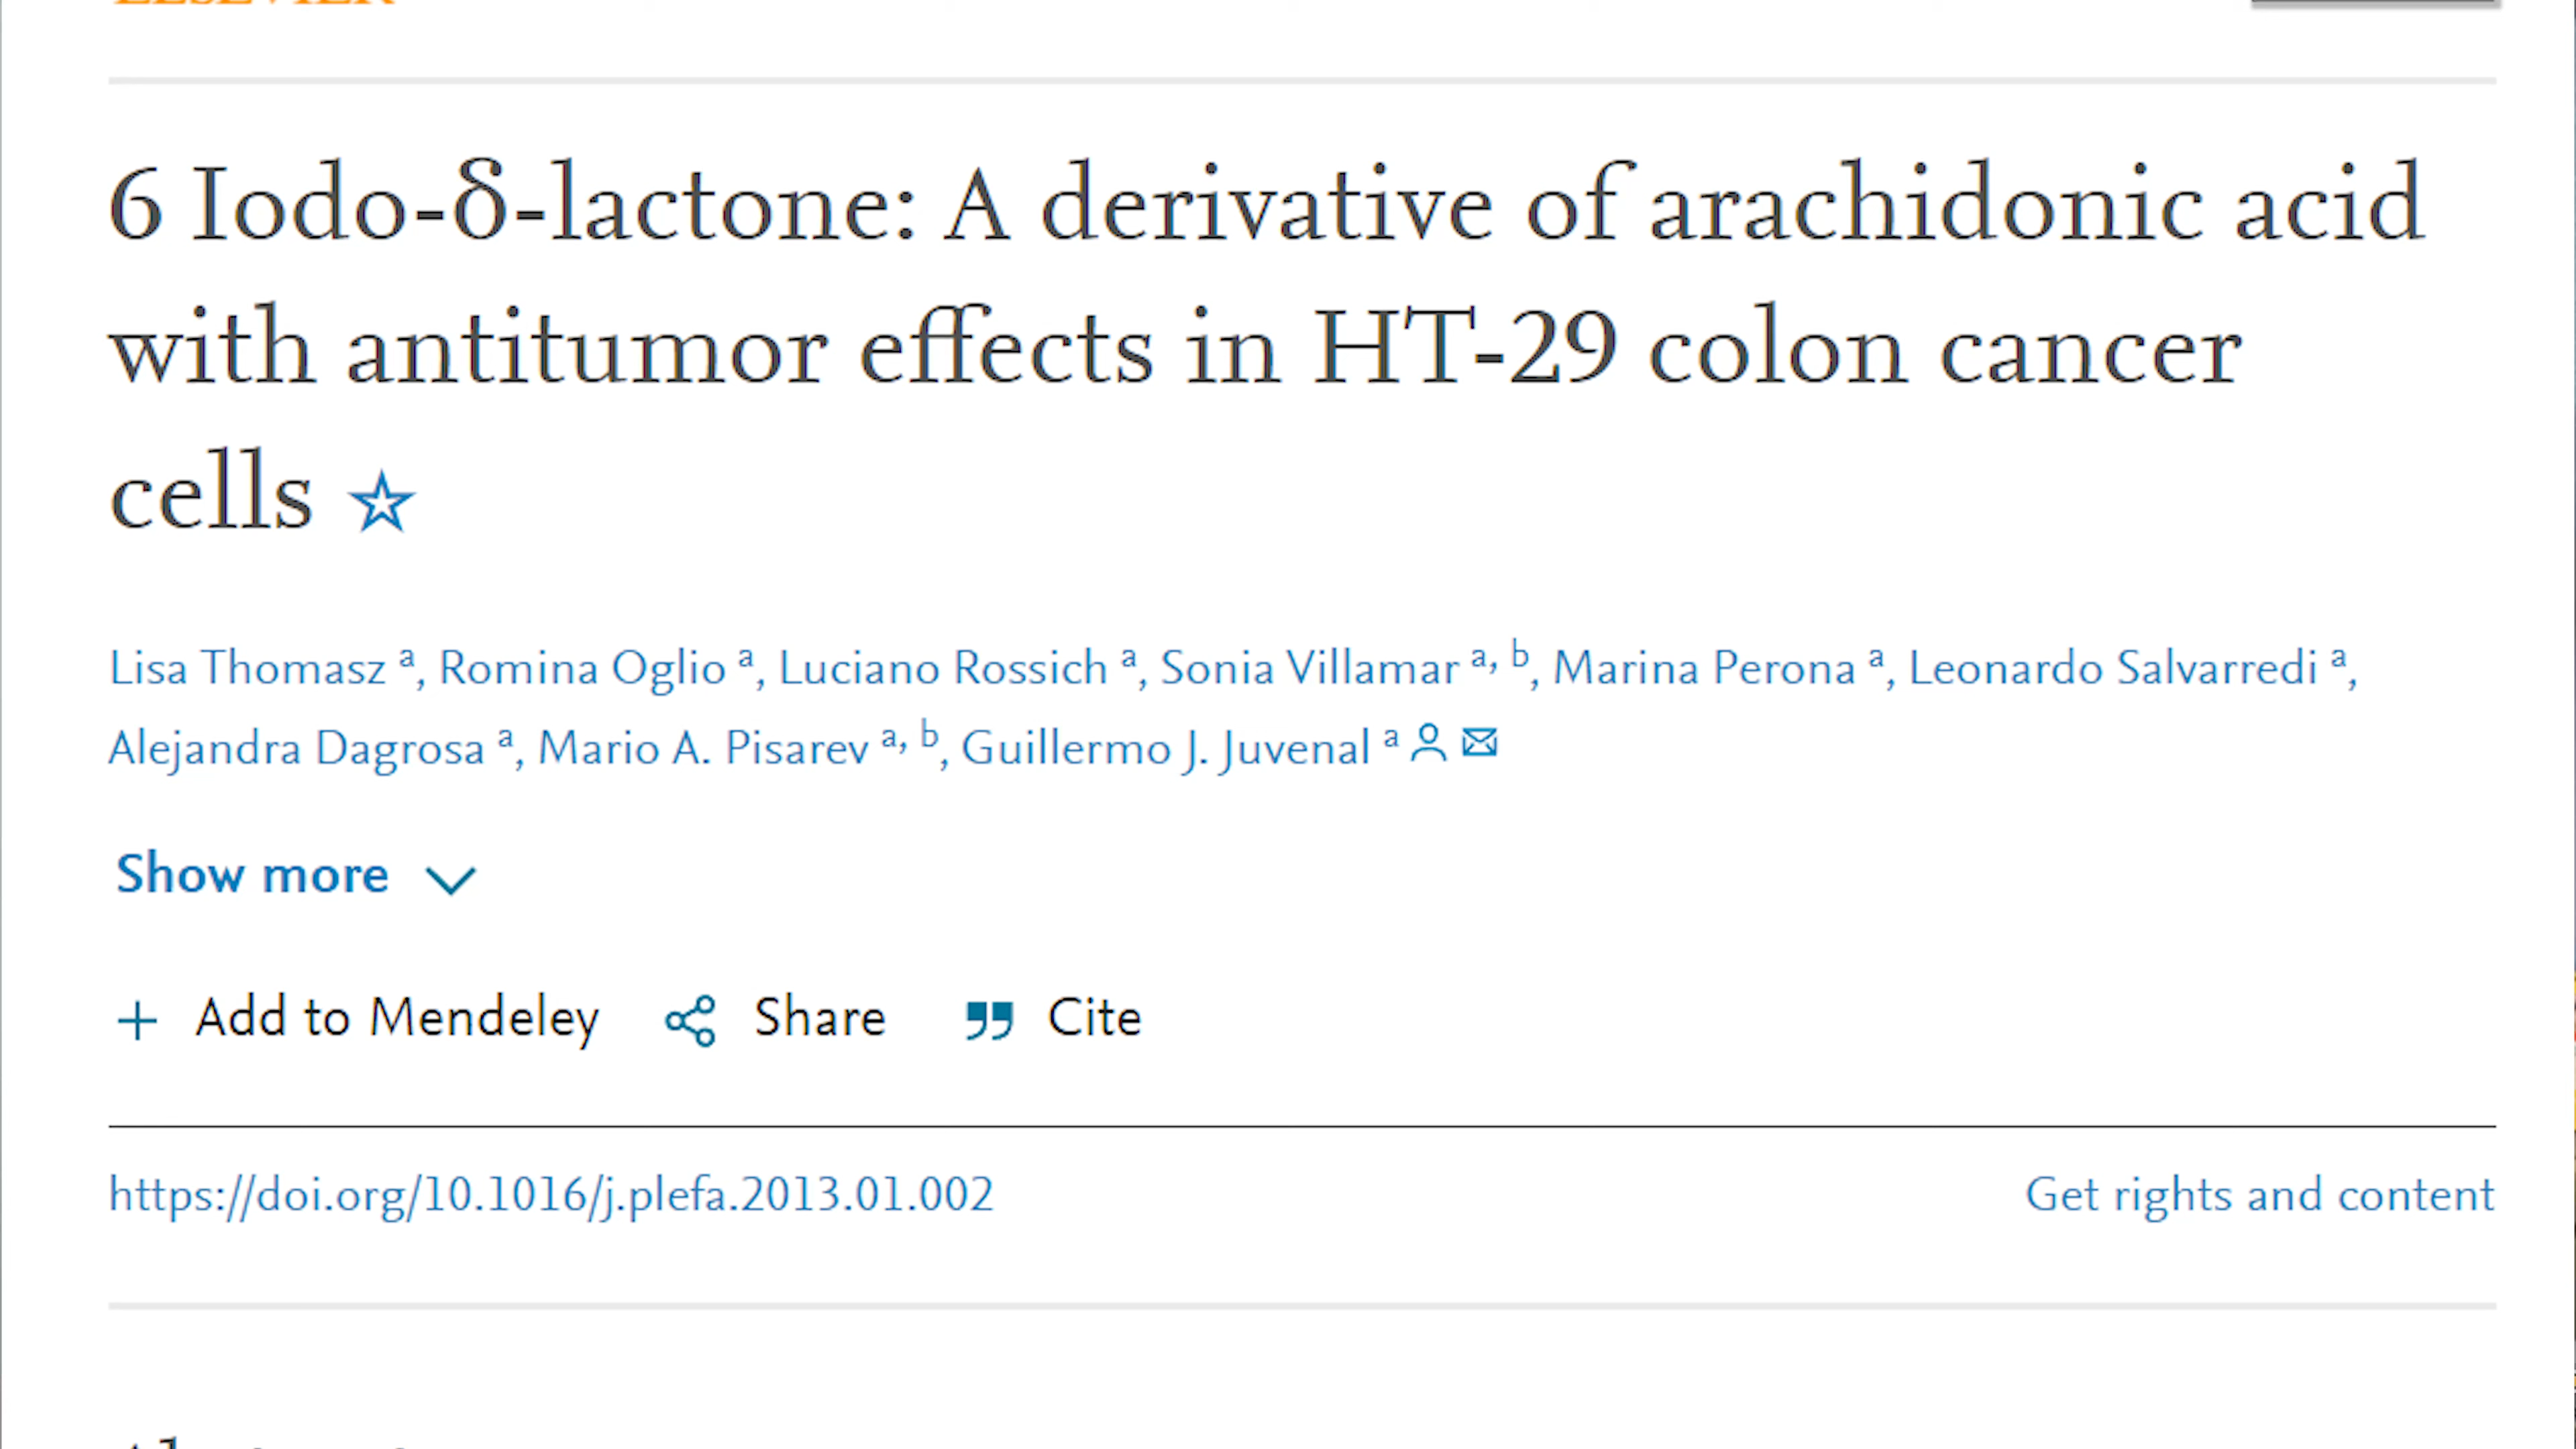 6 Iodo-δ-lactone: A derivative of arachidonic acid
with antitumor effects in HT-29 colon cancer
cells ☆
Lisa Thomasz a, Romina Oglio a, Luciano Rossich a, Sonia Villamar a, b, Marina Perona a, Leonardo Salvarredi a,
Alejandra Dagrosa a, Mario A. Pisarev a, b, Guillermo J. Juvenal a
Show more
+ Add to Mendeley Share Cite
https://doi.org/10.1016/j.plefa.2013.01.002 Get rights and content